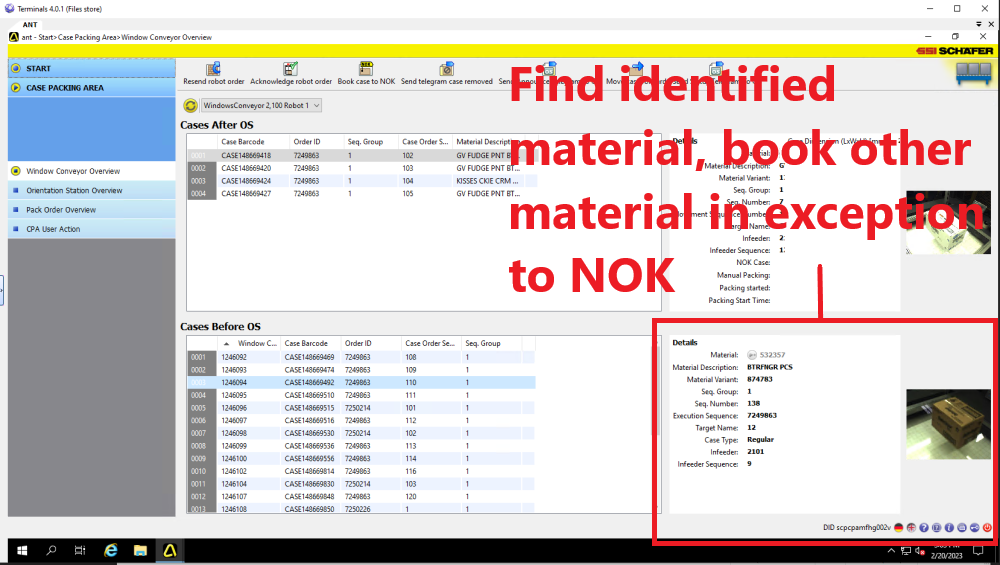 Terminals 4.0.1 (Files store)
ANT
ant - Start>Case Packing Area>Window Conveyor Overview
SSI SCHÄFER
START
CASE PACKING AREA
Window Conveyor Overview
Orientation Station Overview
Pack Order Overview
CPA User Action
Resend robot order Acknowledge robot order Book case to NOK Send telegram case removed
WindowsConveyor 2,100 Robot 1
Find identified
material, book other
material in exception
to NOK
Cases After OS
Case Barcode Order ID Seq. Group Case Order S... Material Descript...
0001 CASE148669418 7249863 1 102 GV FUDGE PNT BT...
0002 CASE148669420 7249863 1 103 GV FUDGE PNT BT...
0003 CASE148669424 7249863 1 104 KISSES CKIE CRM ...
0004 CASE148669427 7249863 1 105 GV FUDGE PNT BT...
Details
Material:
Material Description:
Material Variant:
Seq. Group: 1
Seq. Number:
Target Name:
Infeeder:
Infeeder Sequence:
NOK Case:
Manual Packing:
Packing started:
Packing Start Time:
Cases Before OS
Window C... Case Barcode Order ID Case Order Se... Seq. Group
0001 1246092 CASE148669469 7249863 108 1
0002 1246093 CASE148669474 7249863 109 1
0003 1246094 CASE148669492 7249863 110 1
0004 1246095 CASE148669510 7249863 111 1
0005 1246096 CASE148669515 7250214 101 1
0006 1246097 CASE148669516 7249863 112 1
0007 1246098 CASE148669530 7250214 102 1
0008 1246099 CASE148669536 7249863 113 1
0009 1246100 CASE148669556 7249863 114 1
0010 1246102 CASE148669814 7249863 116 1
0011 1246104 CASE148669830 7250214 103 1
0012 1246107 CASE148669848 7249863 120 1
0013 1246108 CASE148669850 7250226 1 1
Details
Material: 532357
Material Description: BTRFNGR PCS
Material Variant: 874783
Seq. Group: 1
Seq. Number: 138
Execution Sequence: 7249863
Target Name: 12
Case Type: Regular
Infeeder: 2101
Infeeder Sequence: 9
DID scpcpamfhg002v
2/20/2023